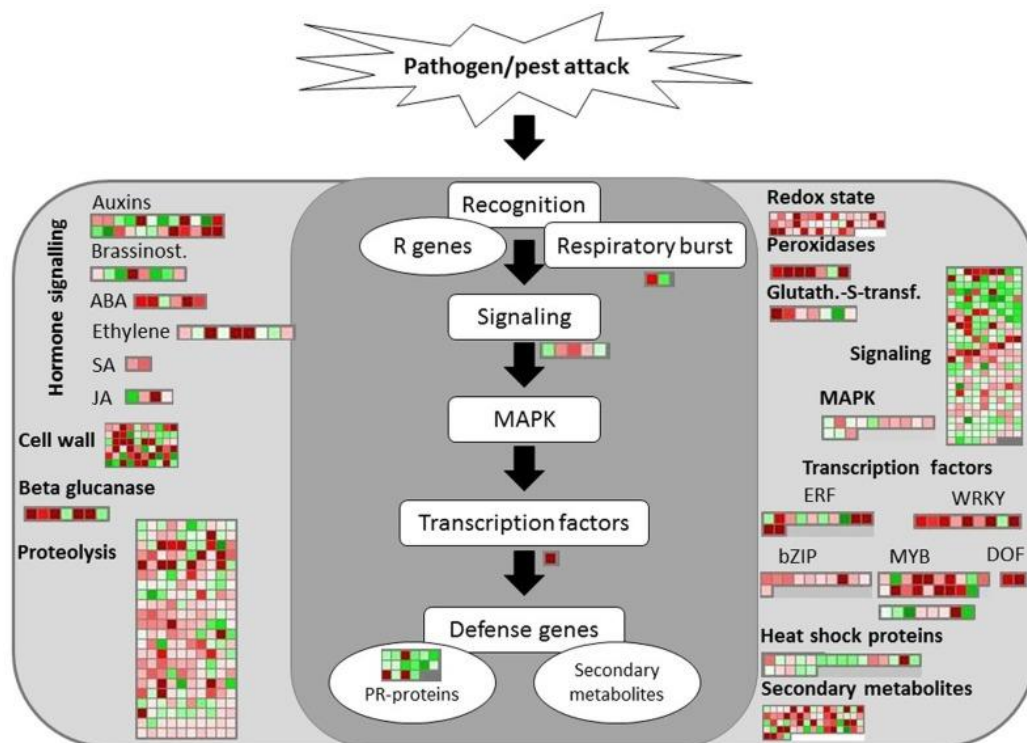 Pathogen/pest attack
Hormone signalling
Auxins
Brassinost.
ABA
Ethylene
SA
JA
Cell wall
Beta glucanase
Proteolysis
Recognition
R genes
Respiratory burst
Signaling
MAPK
Transcription factors
Defense genes
PR-proteins
Secondary
metabolites
Redox state
Peroxidases
Glutath.-S-transf.
Signaling
MAPK
Transcription factors
ERF
WRKY
bZIP
MYB
DOF
Heat shock proteins
Secondary metabolites